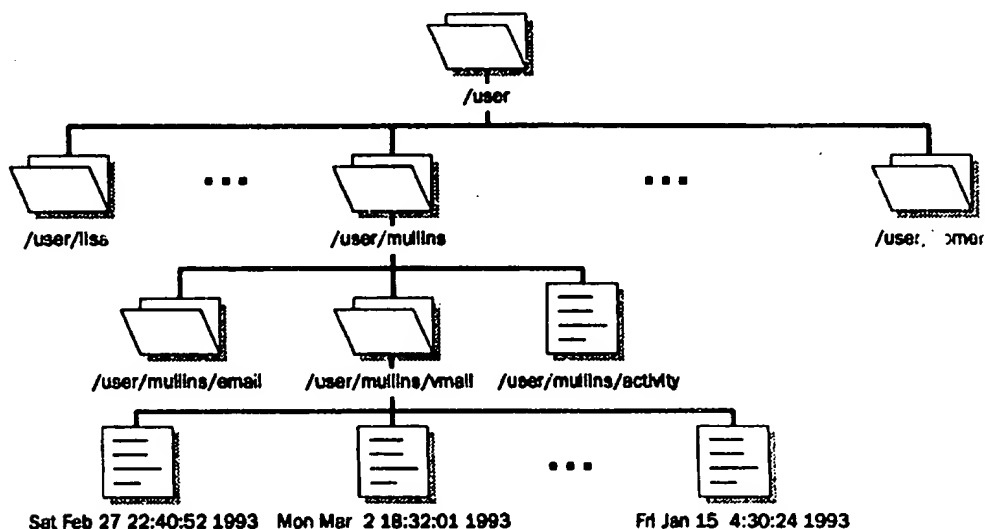 /user
/user/lisa
/user/mullins
/user,
/user/mullins/email
/user/mullins/vmail
/user/mullins/activity
Sat Feb 27 22:40:52 1993
Mon Mar 2 18:32:01 1993
Fri Jan 15 4:30:24 1993